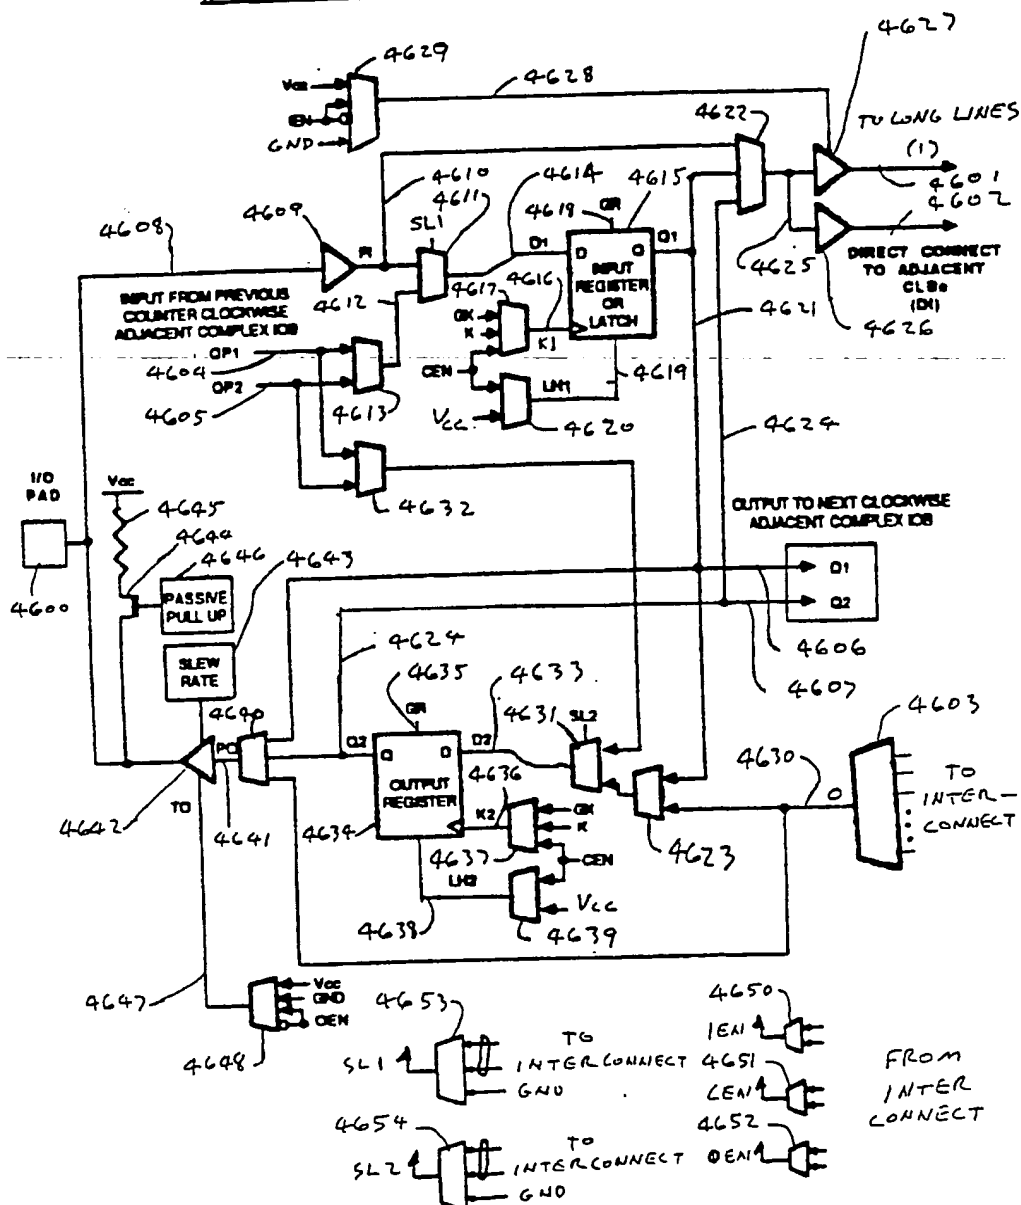 4627
4629
4628
Vcc
IEN
GND
4622
TO LONG LINES
(1)
4601
4602
4610
4611
4614
4615
4608
4609
PI
SL1
4618
GR
D1
Q1
D
Q
INPUT
REGISTER
OR
LATCH
4625
DIRECT CONNECT
TO ADJACENT
CLBs
(DI)
4626
4621
INPUT FROM PREVIOUS
COUNTER CLOCKWISE
ADJACENT COMPLEX IOB
4612
4617
4616
GK
K
K1
QP1
4604
QP2
4605
4613
CEN
LH1
4619
VCC
4620
4624
4632
I/O
PAD
4600
Vcc
4645
4644
4646
4643
PASSIVE
PULL UP
SLEW
RATE
OUTPUT TO NEXT CLOCKWISE
ADJACENT COMPLEX IOB
Q1
Q2
4606
4607
4624
4635
4633
4631
SL2
4603
4640
GR
Q2
D2
Q
D
OUTPUT
REGISTER
4630
O
TO
INTER-
CONNECT
PO
TO
4642
4641
4634
4636
K2
GK
K
4637
4623
CEN
LH2
VCC
4638
4639
4647
Vcc
GND
OEN
4648
4653
SL1
TO
INTERCONNECT
GND
4650
IEN
4651
CEN
4652
OEN
FROM
INTER
CONNECT
4654
SL2
TO
INTERCONNECT
GND